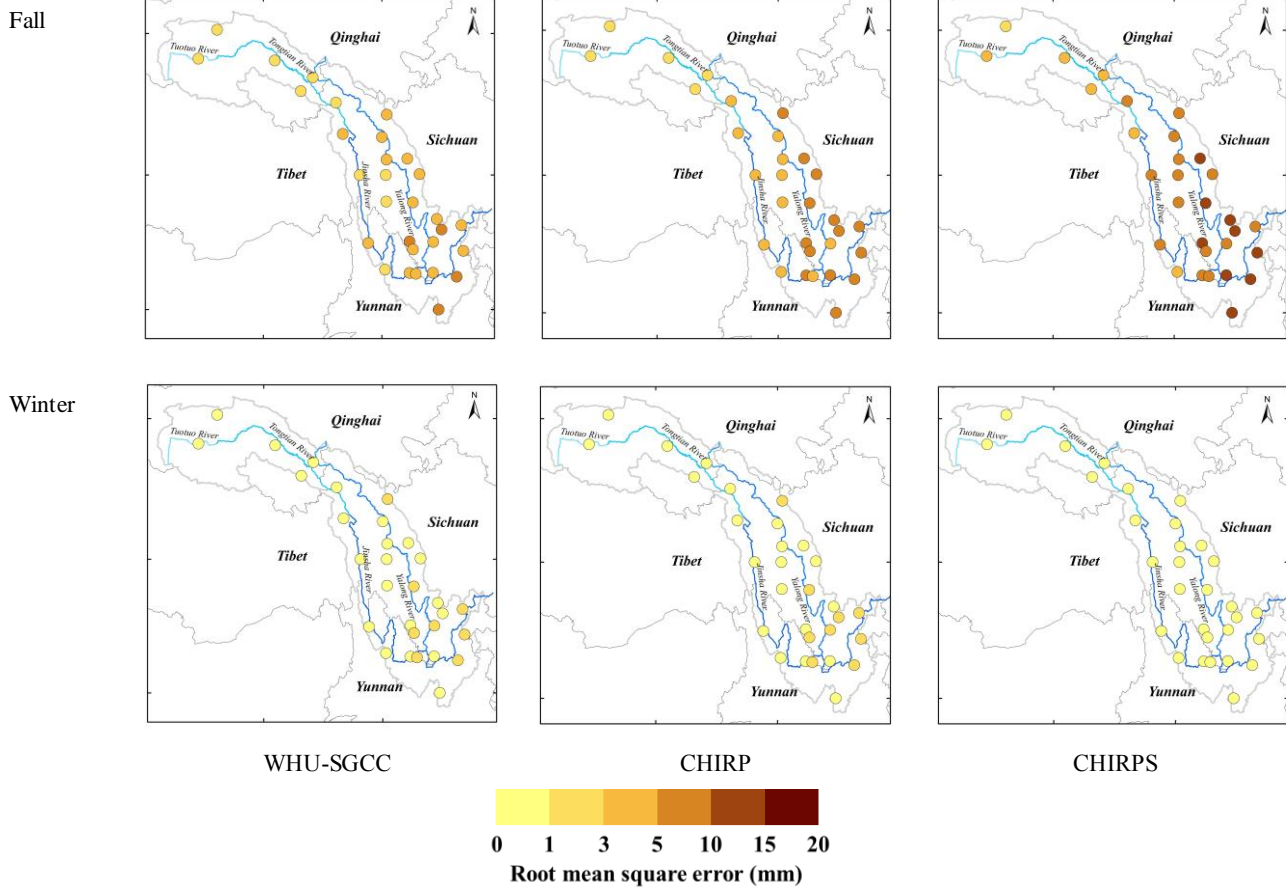 Fall
N
Qinghai
Tuotuo River
Tongtian River
Sichuan
Tibet
Jinsha River
Yalong River
Yunnan
N
Qinghai
Tuotuo River
Tongtian River
Sichuan
Tibet
Jinsha River
Yalong River
Yunnan
N
Qinghai
Tuotuo River
Tongtian River
Sichuan
Tibet
Jinsha River
Yalong River
Yunnan
Winter
N
Qinghai
Tuotuo River
Tongtian River
Sichuan
Tibet
Jinsha River
Yalong River
Yunnan
N
Qinghai
Tuotuo River
Tongtian River
Sichuan
Tibet
Jinsha River
Yalong River
Yunnan
N
Qinghai
Tuotuo River
Tongtian River
Sichuan
Tibet
Jinsha River
Yalong River
Yunnan
WHU-SGCC CHIRP CHIRPS
0 1 3 5 10 15 20
Root mean square error (mm)